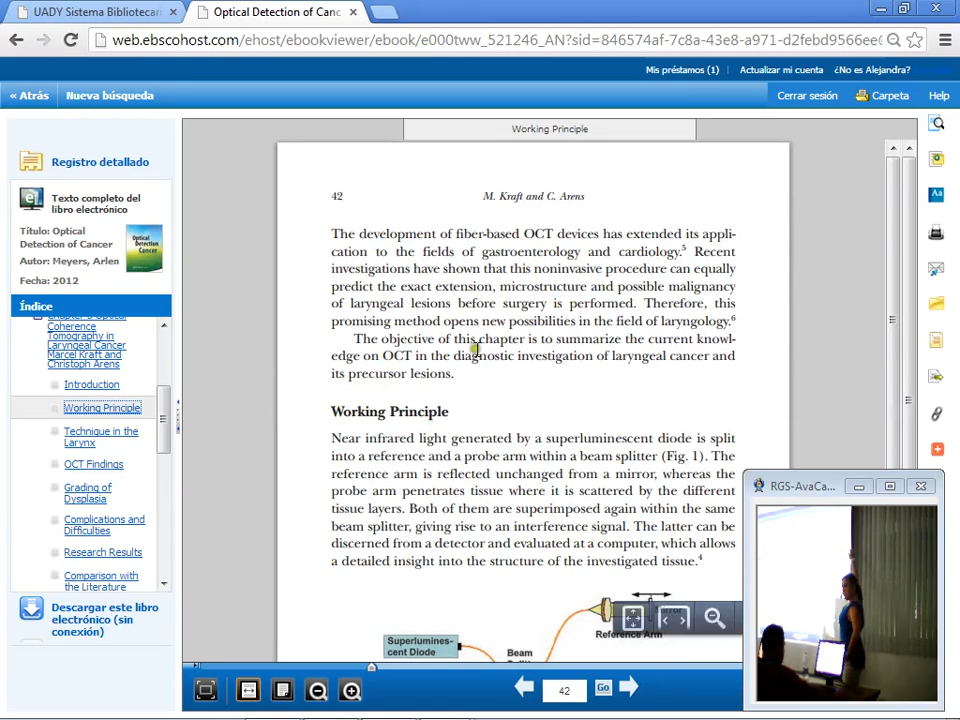 UADY Sistema Bibliotecari
Optical Detection of Canc
web.ebscohost.com/ehost/ebookviewer/ebook/e000tww_521246_AN?sid=846574af-7c8a-43e8-a971-d2febd9566ee
Mis préstamos (1)
Actualizar mi cuenta
¿No es Alejandra?
« Atrás
Nueva búsqueda
Cerrar sesión
Carpeta
Help
Registro detallado
Texto completo del
libro electrónico
Título: Optical
Detection of Cancer
Autor: Meyers, Arlen
Fecha: 2012
Índice
Coherence
Tomography in
Laryngeal Cancer
Marcel Kraft and
Christoph Arens
Introduction
Working Principle
Technique in the
Larynx
OCT Findings
Grading of
Dysplasia
Complications and
Difficulties
Research Results
Comparison with
the Literature
Descargar este libro
electrónico (sin
conexión)
Working Principle
42
M. Kraft and C. Arens
The development of fiber-based OCT devices has extended its appli-
cation to the fields of gastroenterology and cardiology.5 Recent
investigations have shown that this noninvasive procedure can equally
predict the exact extension, microstructure and possible malignancy
of laryngeal lesions before surgery is performed. Therefore, this
promising method opens new possibilities in the field of laryngology.6
The objective of this chapter is to summarize the current knowl-
edge on OCT in the diagnostic investigation of laryngeal cancer and
its precursor lesions.
Working Principle
Near infrared light generated by a superluminescent diode is split
into a reference and a probe arm within a beam splitter (Fig. 1). The
reference arm is reflected unchanged from a mirror, whereas the
probe arm penetrates tissue where it is scattered by the different
tissue layers. Both of them are superimposed again within the same
beam splitter, giving rise to an interference signal. The latter can be
discerned from a detector and evaluated at a computer, which allows
a detailed insight into the structure of the investigated tissue.4
Mirror
Reference Arm
Superlumines-
cent Diode
Beam
42
Go
Aa
RGS-AvaCa...